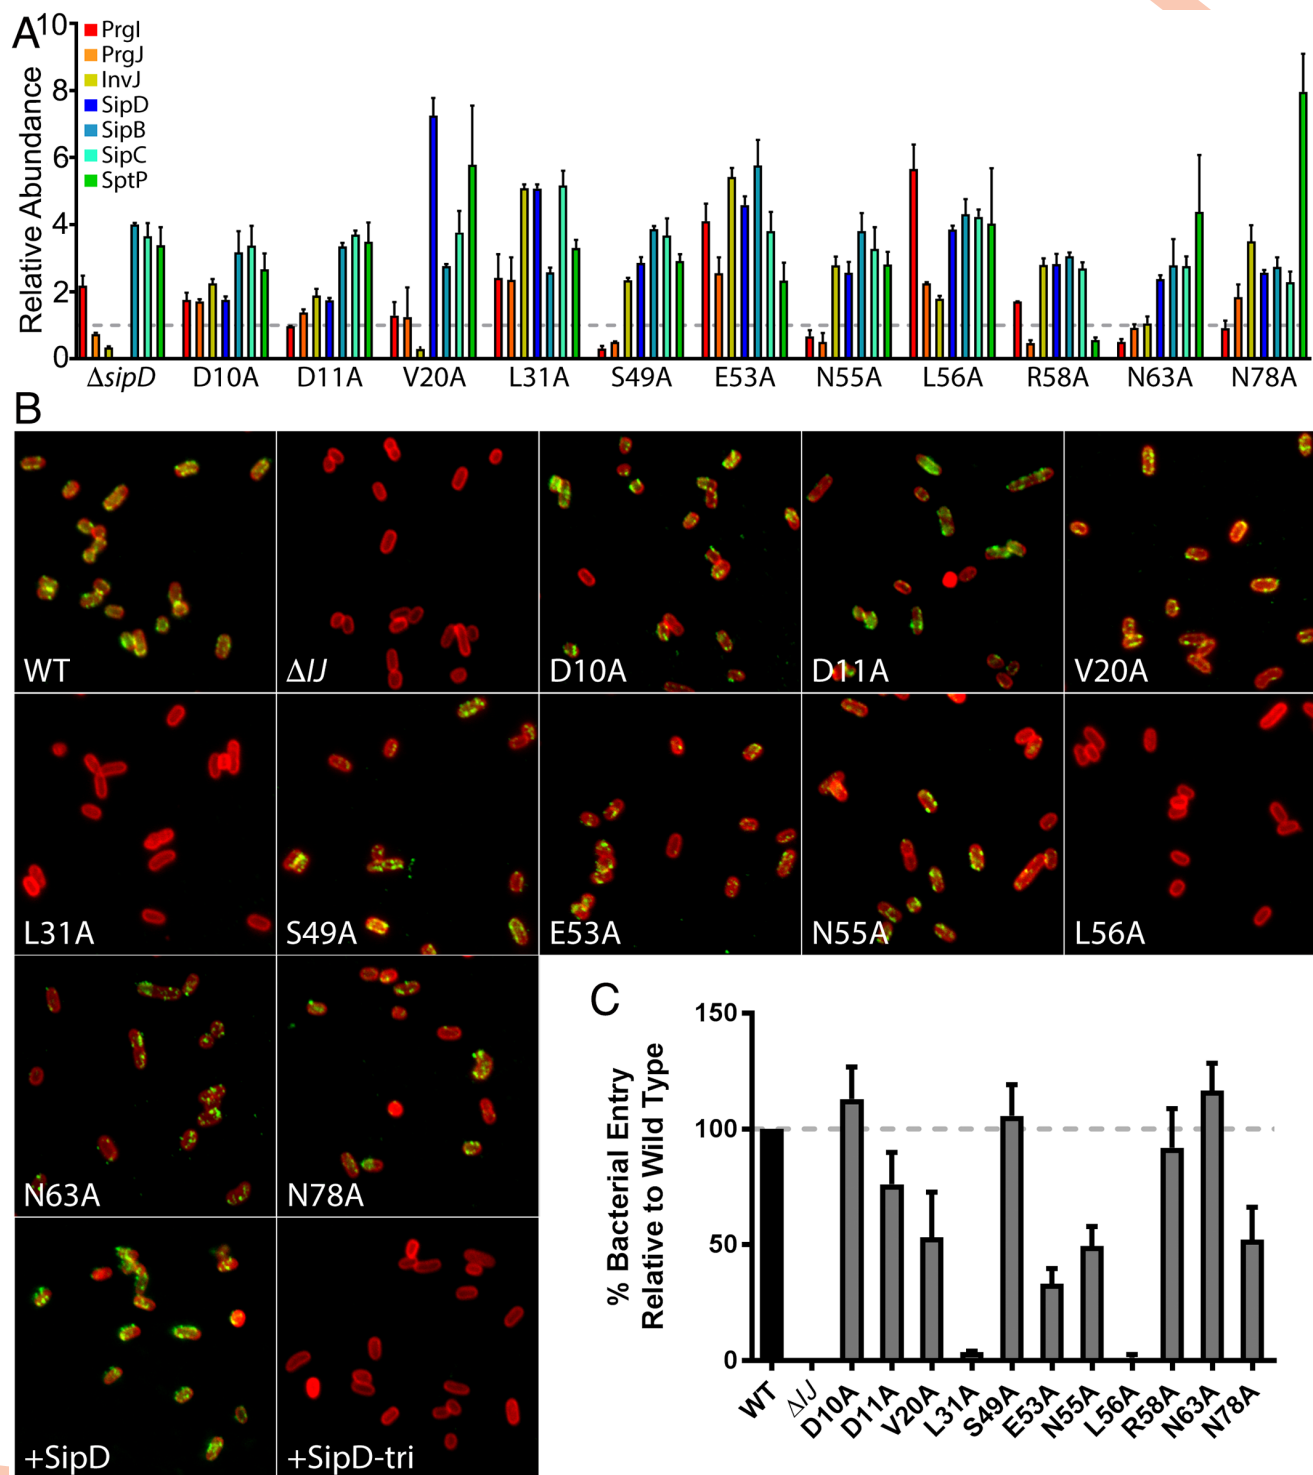 A
Relative Abundance
10
8
6
4
2
0
PrgI
PrgJ
InvJ
SipD
SipB
SipC
SptP
ΔsipD D10A D11A V20A L31A S49A E53A N55A L56A R58A N63A N78A
B
WT ΔIJ D10A D11A V20A
L31A S49A E53A N55A L56A
N63A N78A
+SipD +SipD-tri
C
% Bacterial Entry
Relative to Wild Type
150
100
50
0
WT ΔIJ D10A D11A V20A L31A S49A E53A N55A L56A R58A N63A N78A